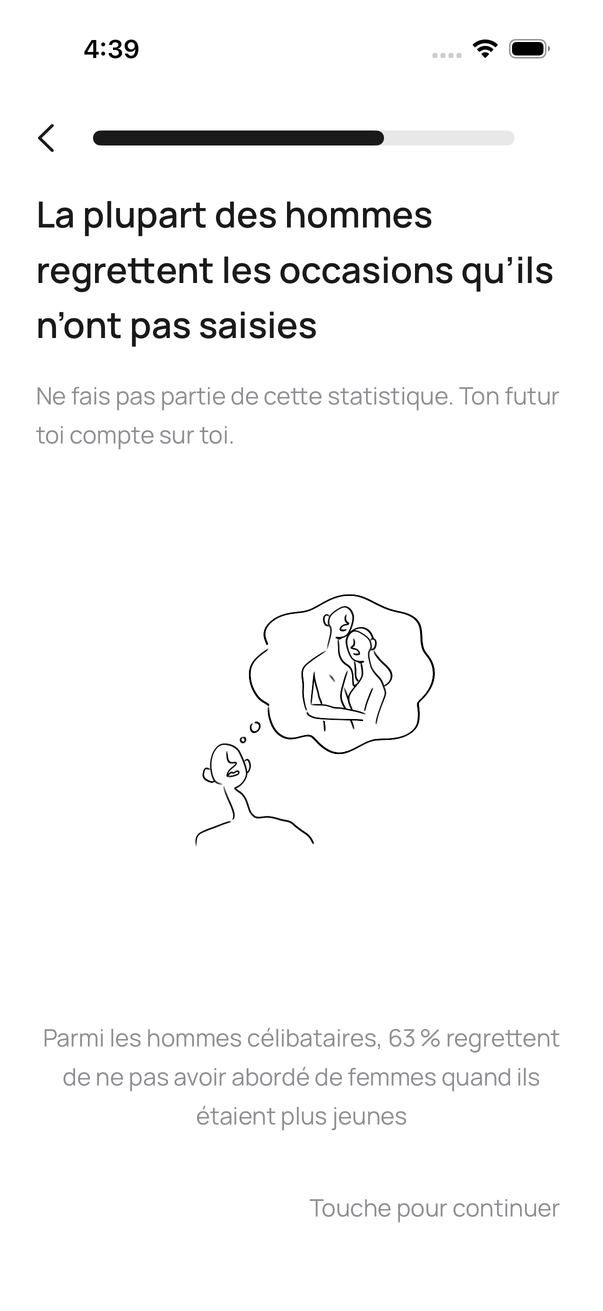 4:39
La plupart des hommes
regrettent les occasions qu’ils
n’ont pas saisies
Ne fais pas partie de cette statistique. Ton futur
toi compte sur toi.
Parmi les hommes célibataires, 63 % regrettent
de ne pas avoir abordé de femmes quand ils
étaient plus jeunes
Touche pour continuer